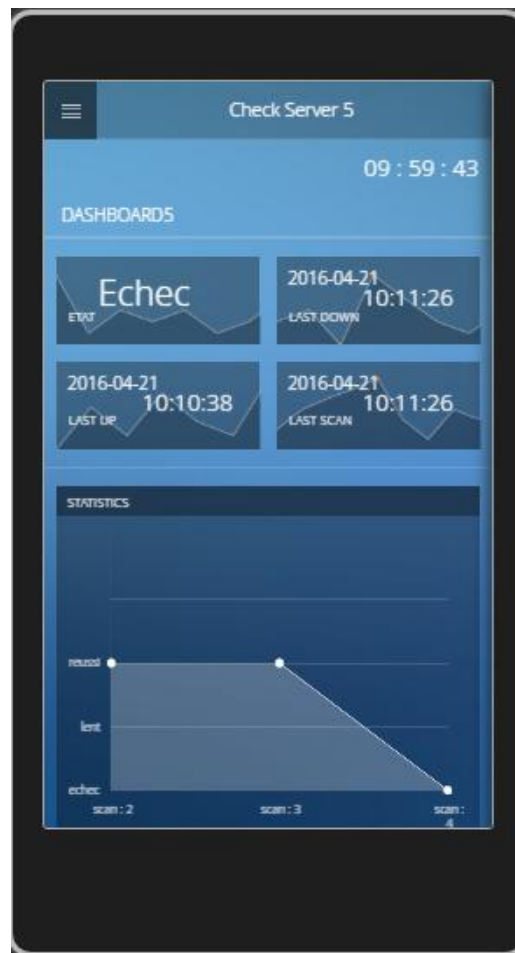 Check Server 5
09 : 59 : 43
DASHBOARD5
Echec
ETAT
2016-04-21
10:11:26
LAST DOWN
2016-04-21
10:10:38
LAST UP
2016-04-21
10:11:26
LAST SCAN
STATISTICS
reussi
lent
echec
scan : 2
scan : 3
scan :
4